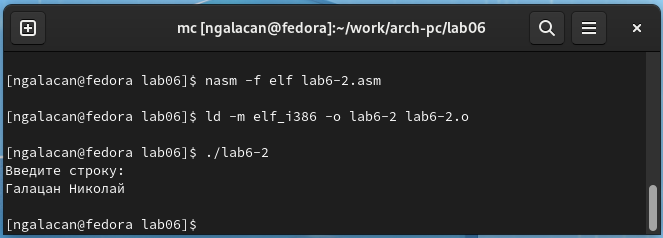 mc [ngalacan@fedora]:~/work/arch-pc/lab06
[ngalacan@fedora lab06]$ nasm -f elf lab6-2.asm
[ngalacan@fedora lab06]$ ld -m elf_i386 -o lab6-2 lab6-2.o
[ngalacan@fedora lab06]$ ./lab6-2
Введите строку:
Галацан Николай
[ngalacan@fedora lab06]$